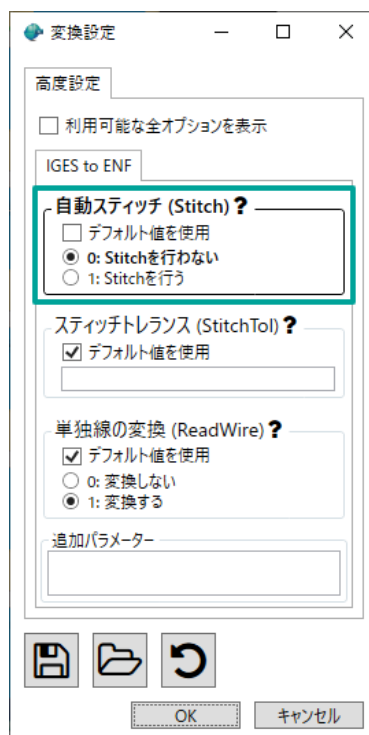 変換設定
高度設定
利用可能な全オプションを表示
IGES to ENF
自動スティッチ (Stitch) ?
デフォルト値を使用
0: Stitchを行わない
1: Stitchを行う
スティッチトレランス (StitchTol) ?
デフォルト値を使用
単独線の変換 (ReadWire) ?
デフォルト値を使用
0: 変換しない
1: 変換する
追加パラメーター
OK キャンセル